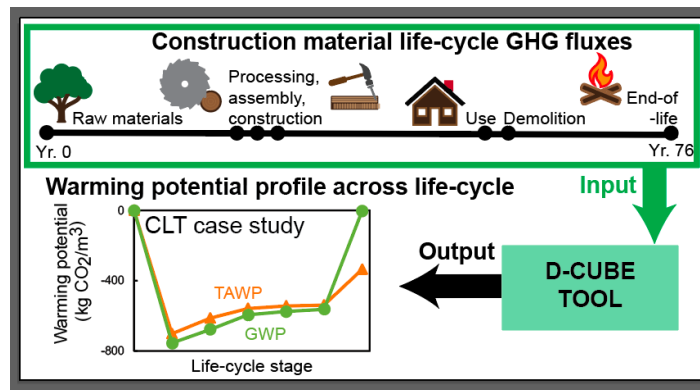 Construction material life-cycle GHG fluxes
Raw materials
Processing,
assembly,
construction
Use
Demolition
End-of
-life
Yr. 0
Yr. 76
Warming potential profile across life-cycle
Input
Warming potential
(kg CO2/m3)
0
-400
-800
CLT case study
TAWP
GWP
Life-cycle stage
Output
D-CUBE
TOOL